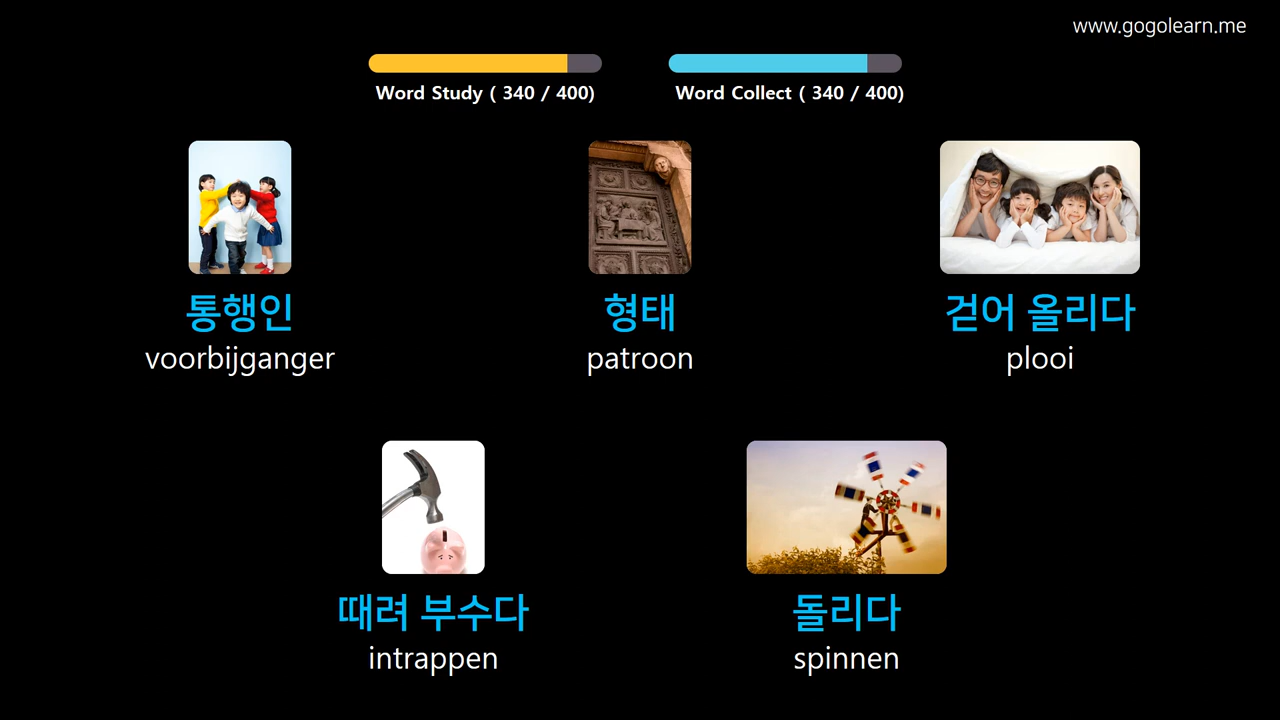 www.gogolearn.me
Word Study ( 340 / 400)
Word Collect ( 340 / 400)
통행인
voorbijganger
형태
patroon
걷어 올리다
plooi
때려 부수다
intrappen
돌리다
spinnen